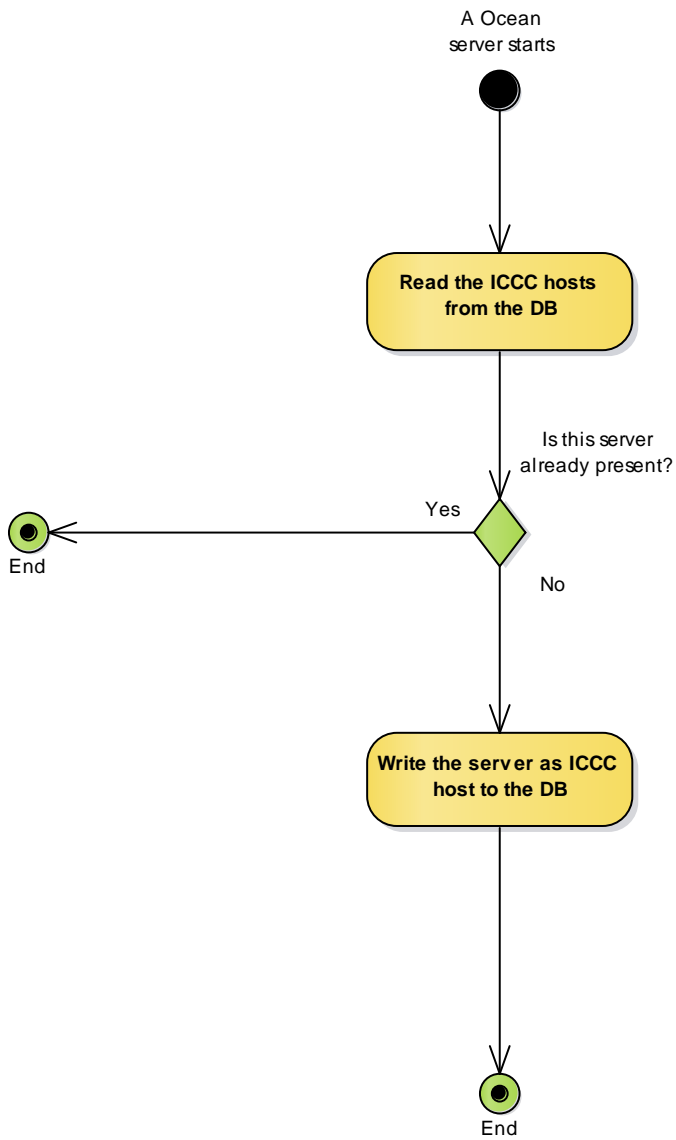 A Ocean
server starts
Read the ICCC hosts
from the DB
Is this server
already present?
Yes
End
No
Write the server as ICCC
host to the DB
End